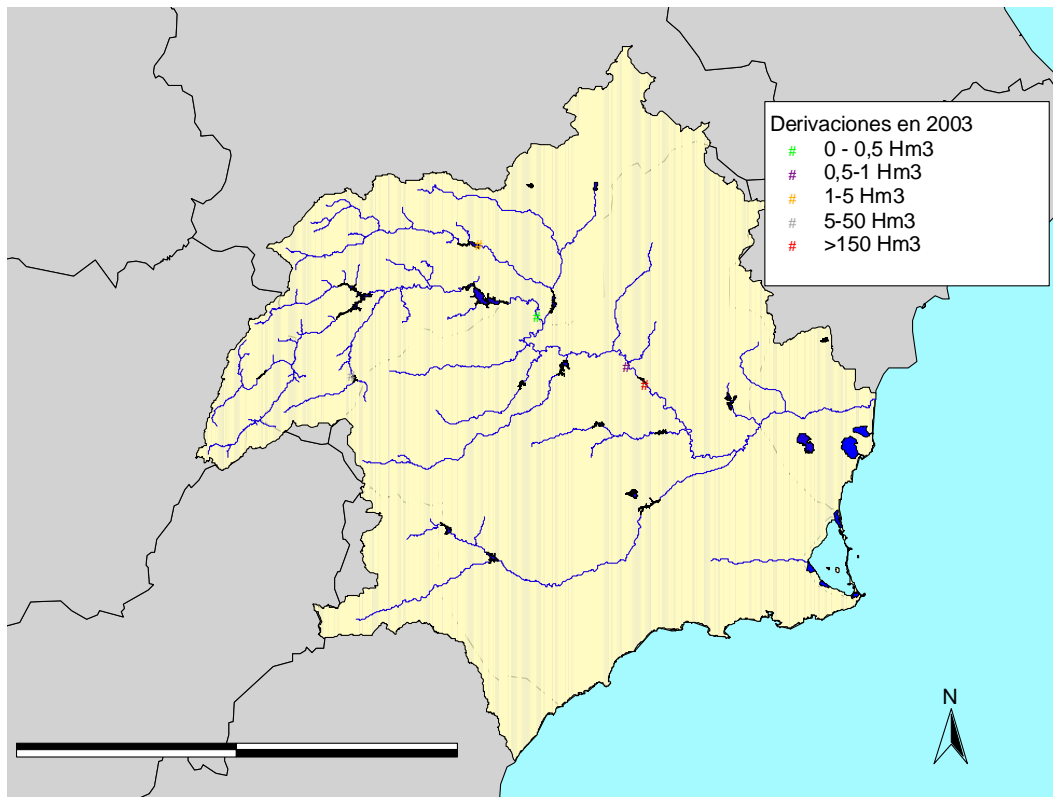 Derivaciones en 2003
# 0 - 0,5 Hm3
# 0,5-1 Hm3
# 1-5 Hm3
# 5-50 Hm3
# >150 Hm3
N